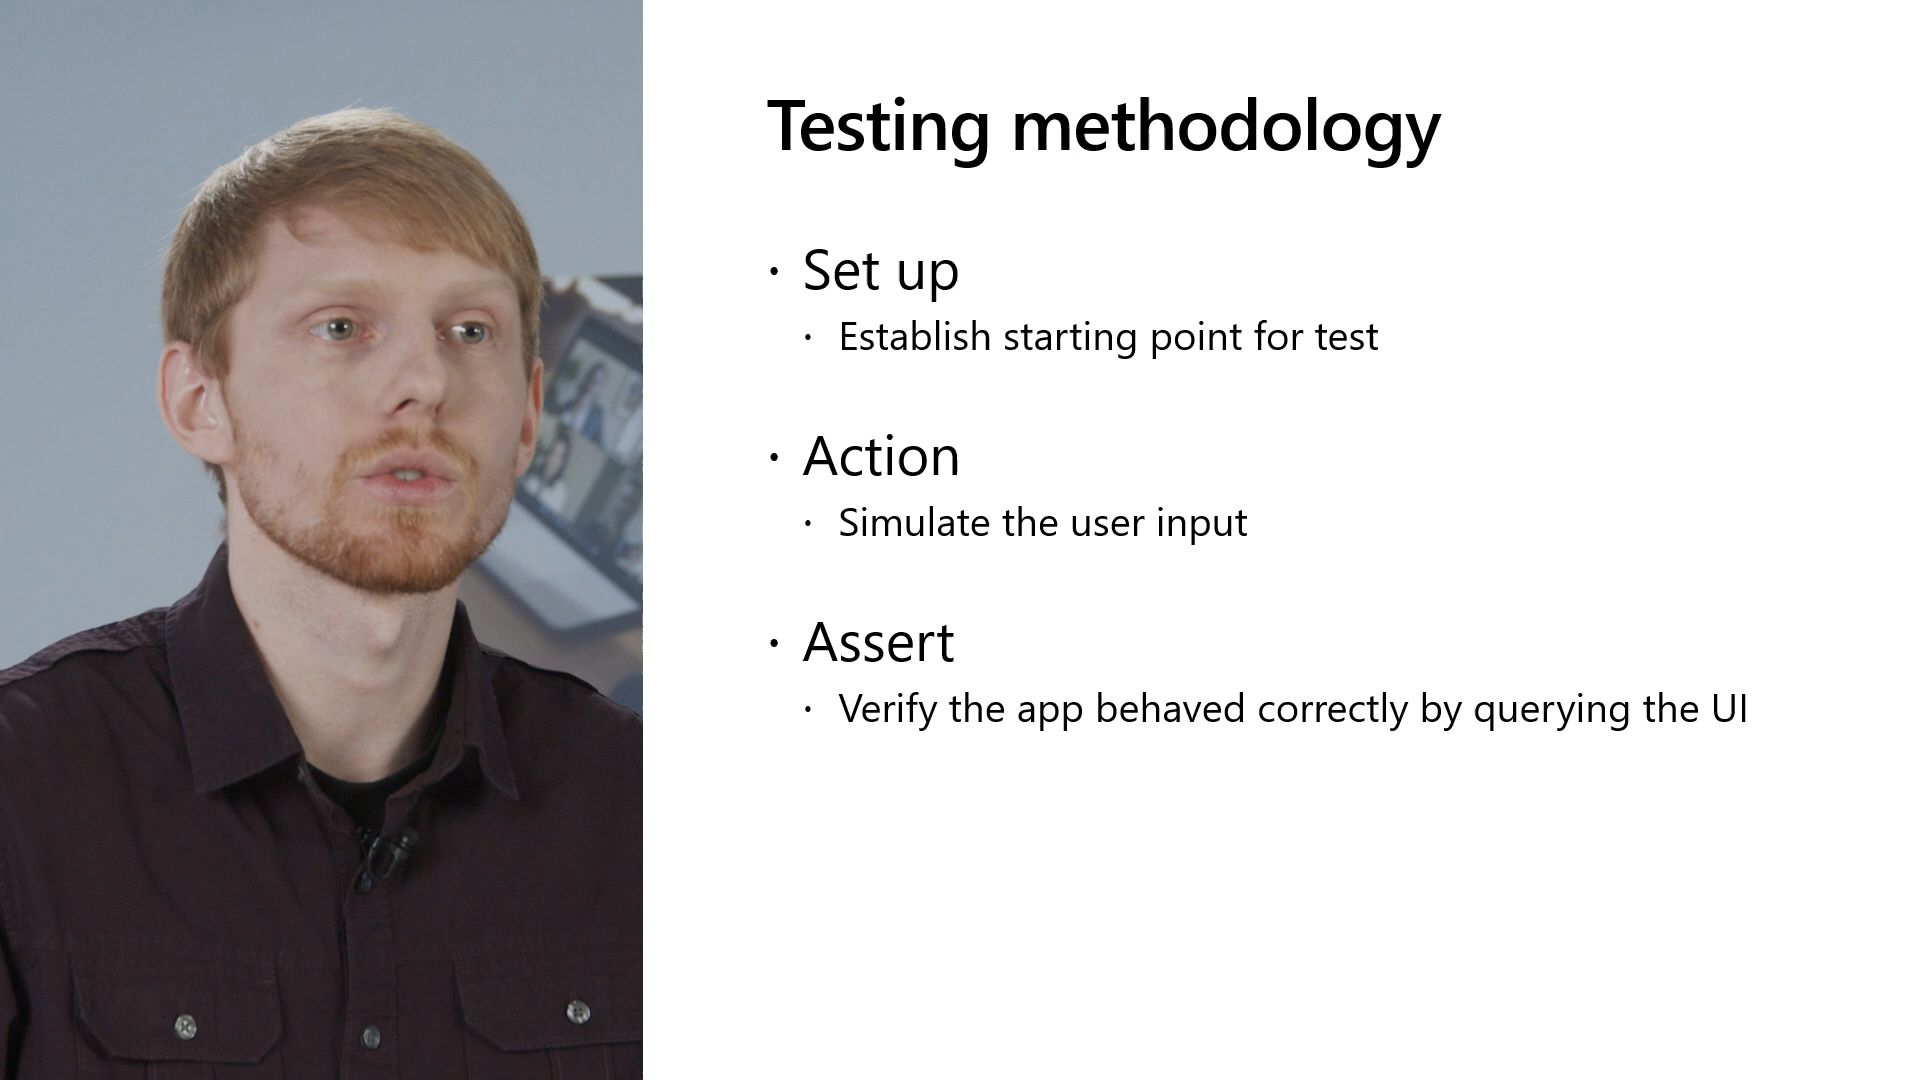 Testing methodology
· Set up
· Establish starting point for test
· Action
· Simulate the user input
· Assert
· Verify the app behaved correctly by querying the UI